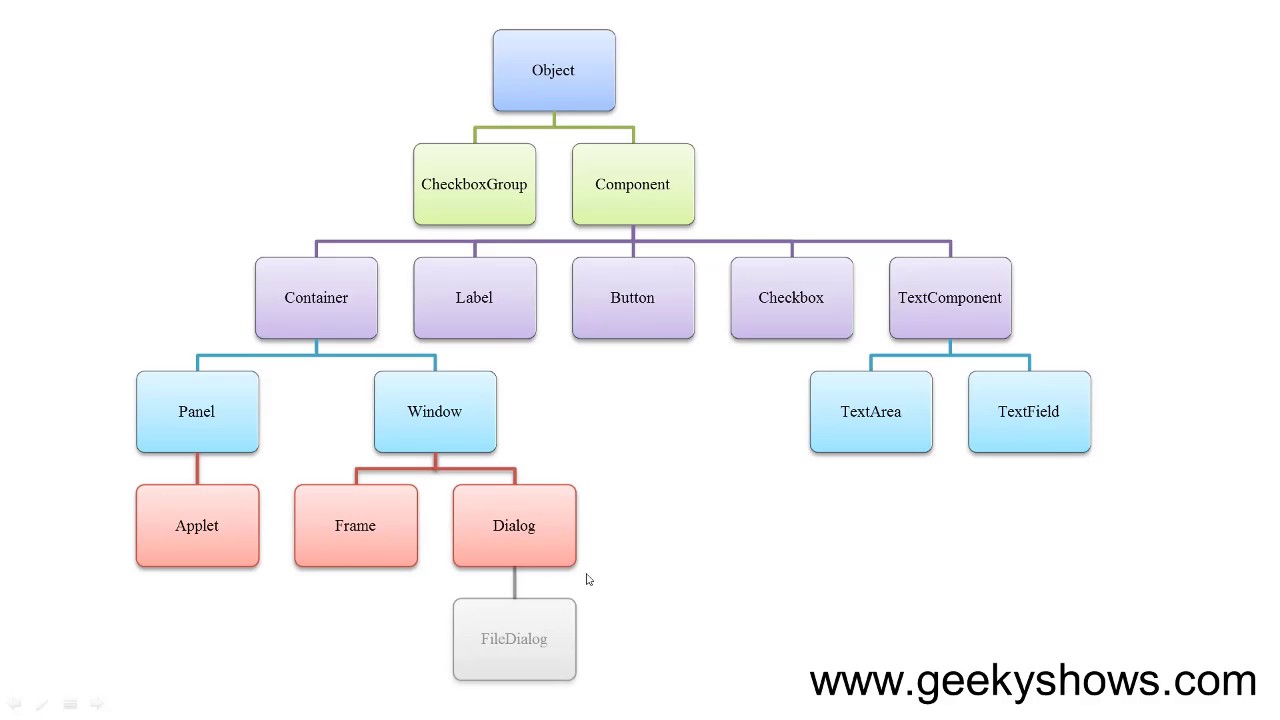 Object
CheckboxGroup
Component
Container
Label
Button
Checkbox
TextComponent
Panel
Window
TextArea
TextField
Applet
Frame
Dialog
FileDialog
www.geekyshows.com